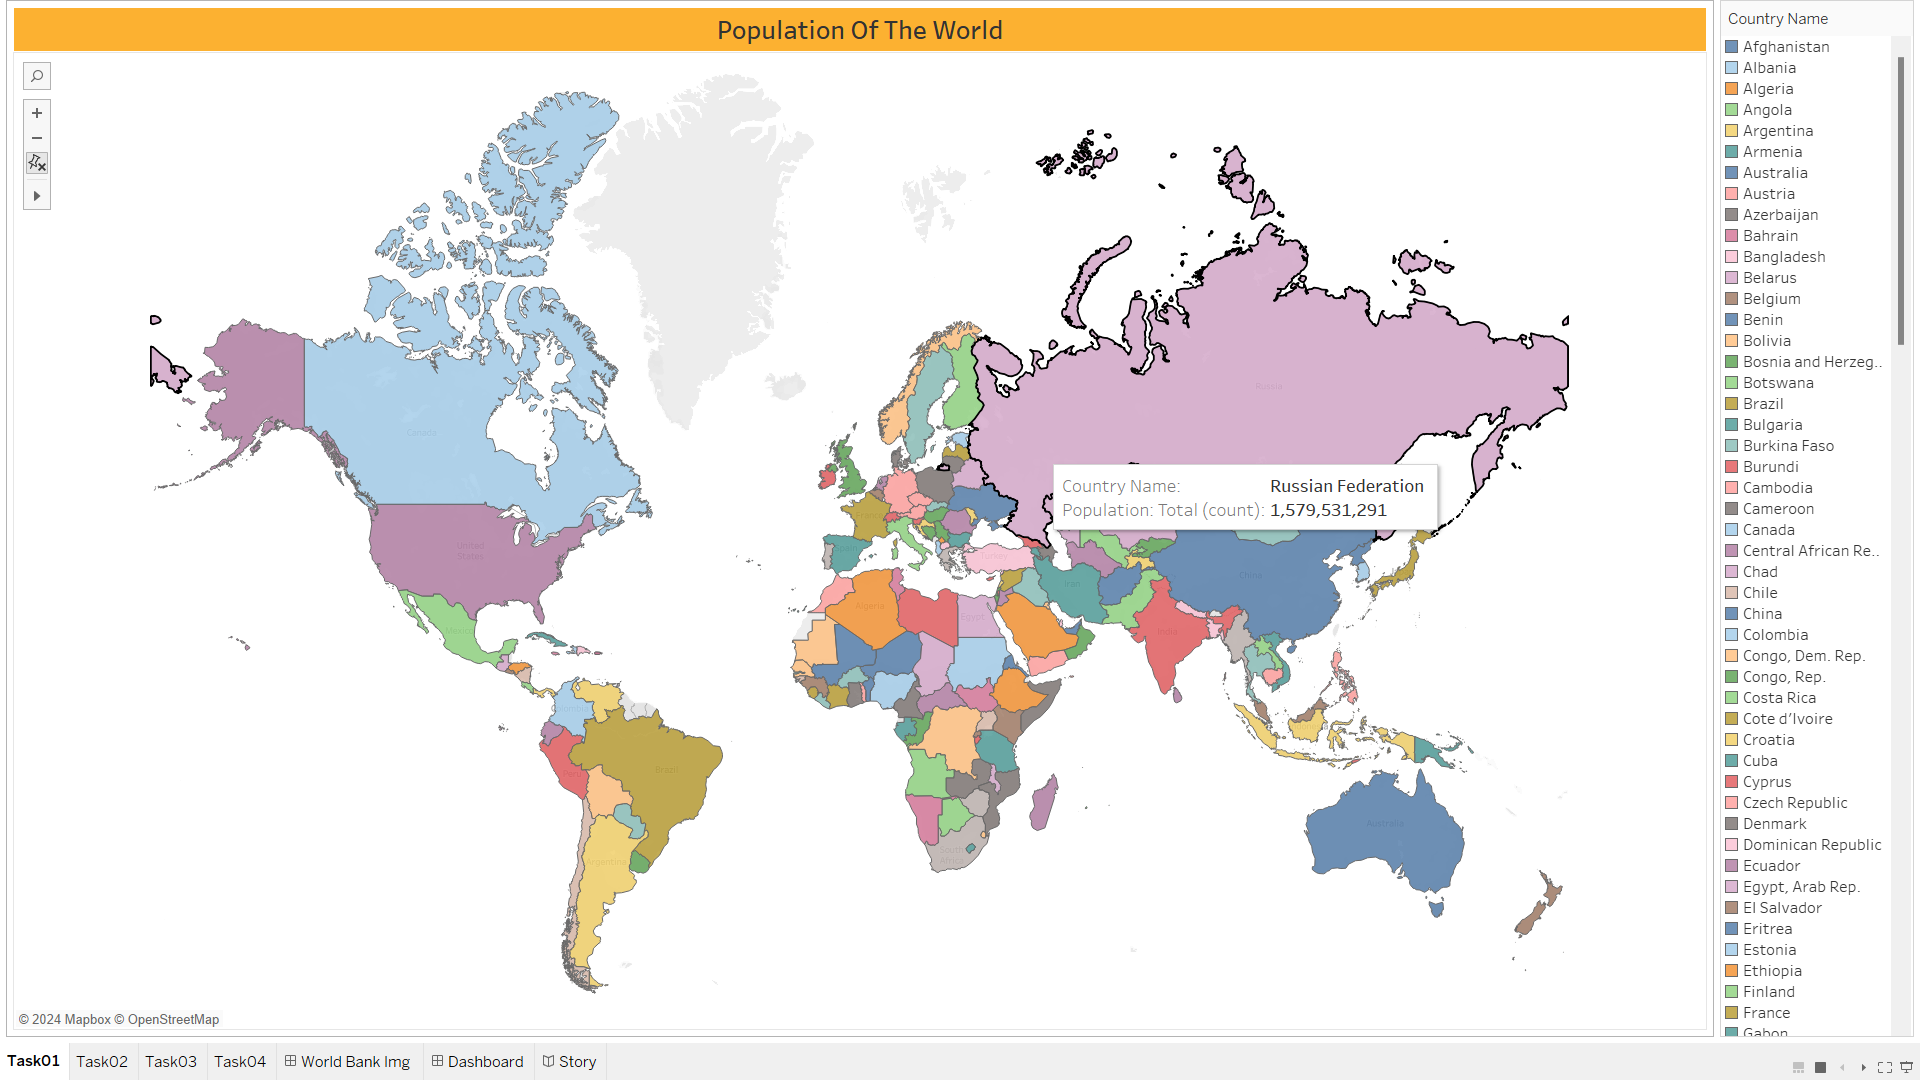 Population Of The World
Country Name
Afghanistan
Albania
Algeria
Angola
Argentina
Armenia
Australia
Austria
Azerbaijan
Bahrain
Bangladesh
Belarus
Belgium
Benin
Bolivia
Bosnia and Herzeg..
Botswana
Brazil
Bulgaria
Burkina Faso
Burundi
Cambodia
Cameroon
Canada
Central African Re..
Chad
Chile
China
Colombia
Congo, Dem. Rep.
Congo, Rep.
Costa Rica
Cote d'Ivoire
Croatia
Cuba
Cyprus
Czech Republic
Denmark
Dominican Republic
Ecuador
Egypt, Arab Rep.
El Salvador
Eritrea
Estonia
Ethiopia
Finland
France
Gabon
Russia
Canada
United
States
Mexico
Colombia
Peru
Brazil
Argentina
Algeria
Egypt
Turkey
Iran
India
China
South
Africa
Australia
Country Name: Russian Federation
Population: Total (count): 1,579,531,291
© 2024 Mapbox © OpenStreetMap
Task01
Task02
Task03
Task04
World Bank Img
Dashboard
Story